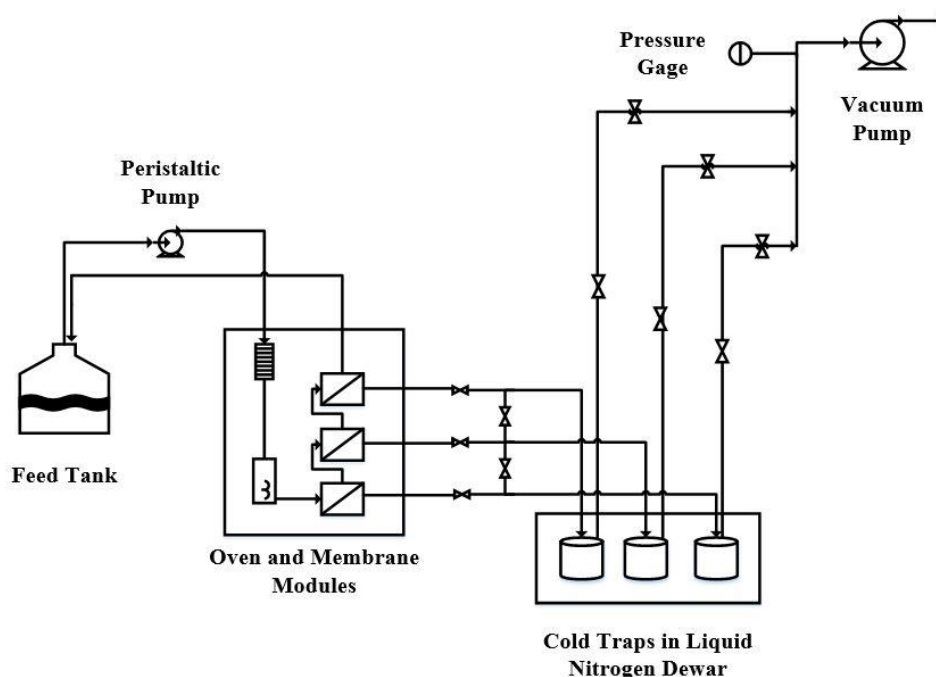 Pressure
Gage
Vacuum
Pump
Peristaltic
Pump
Feed Tank
Oven and Membrane
Modules
Cold Traps in Liquid
Nitrogen Dewar